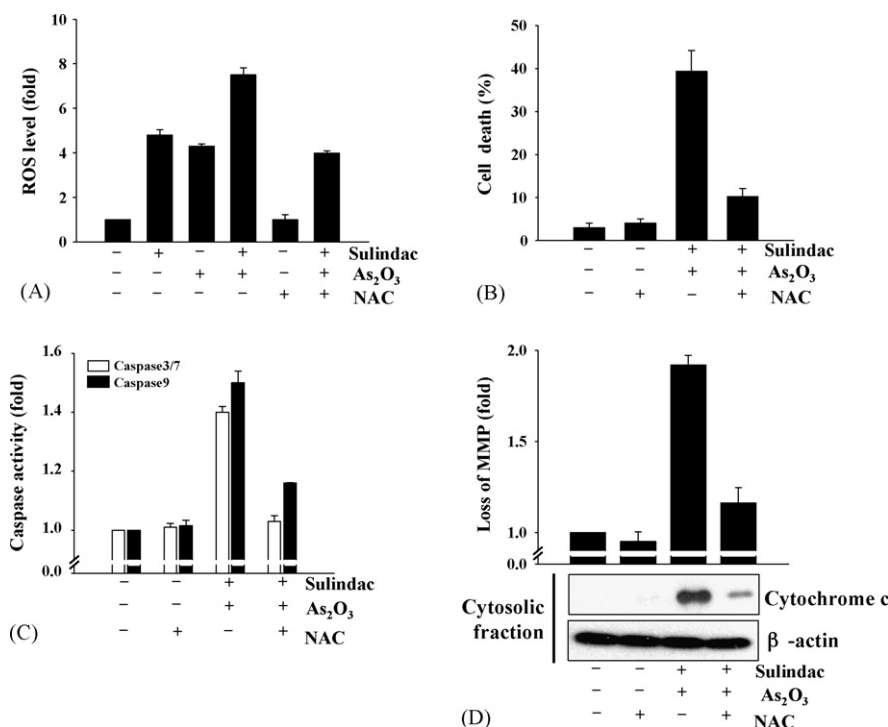 ROS level (fold)
10
8
6
4
2
0
− + − + − + Sulindac
− − + + − + As₂O₃
− − − − + + NAC
(A)
Cell death (%)
50
40
30
20
10
0
− − + + Sulindac
− − + + As₂O₃
− + − + NAC
(B)
Caspase activity (fold)
1.6
1.4
1.2
1.0
0.0
Caspase3/7
Caspase9
− − + + Sulindac
− − + + As₂O₃
− + − + NAC
(C)
Loss of MMP (fold)
2.0
1.5
1.0
0.0
Cytosolic
fraction
Cytochrome c
β -actin
− − + + Sulindac
− − + + As₂O₃
− + − + NAC
(D)